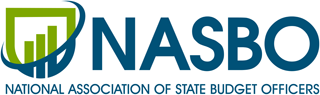 NASBO
NATIONAL ASSOCIATION OF STATE BUDGET OFFICERS